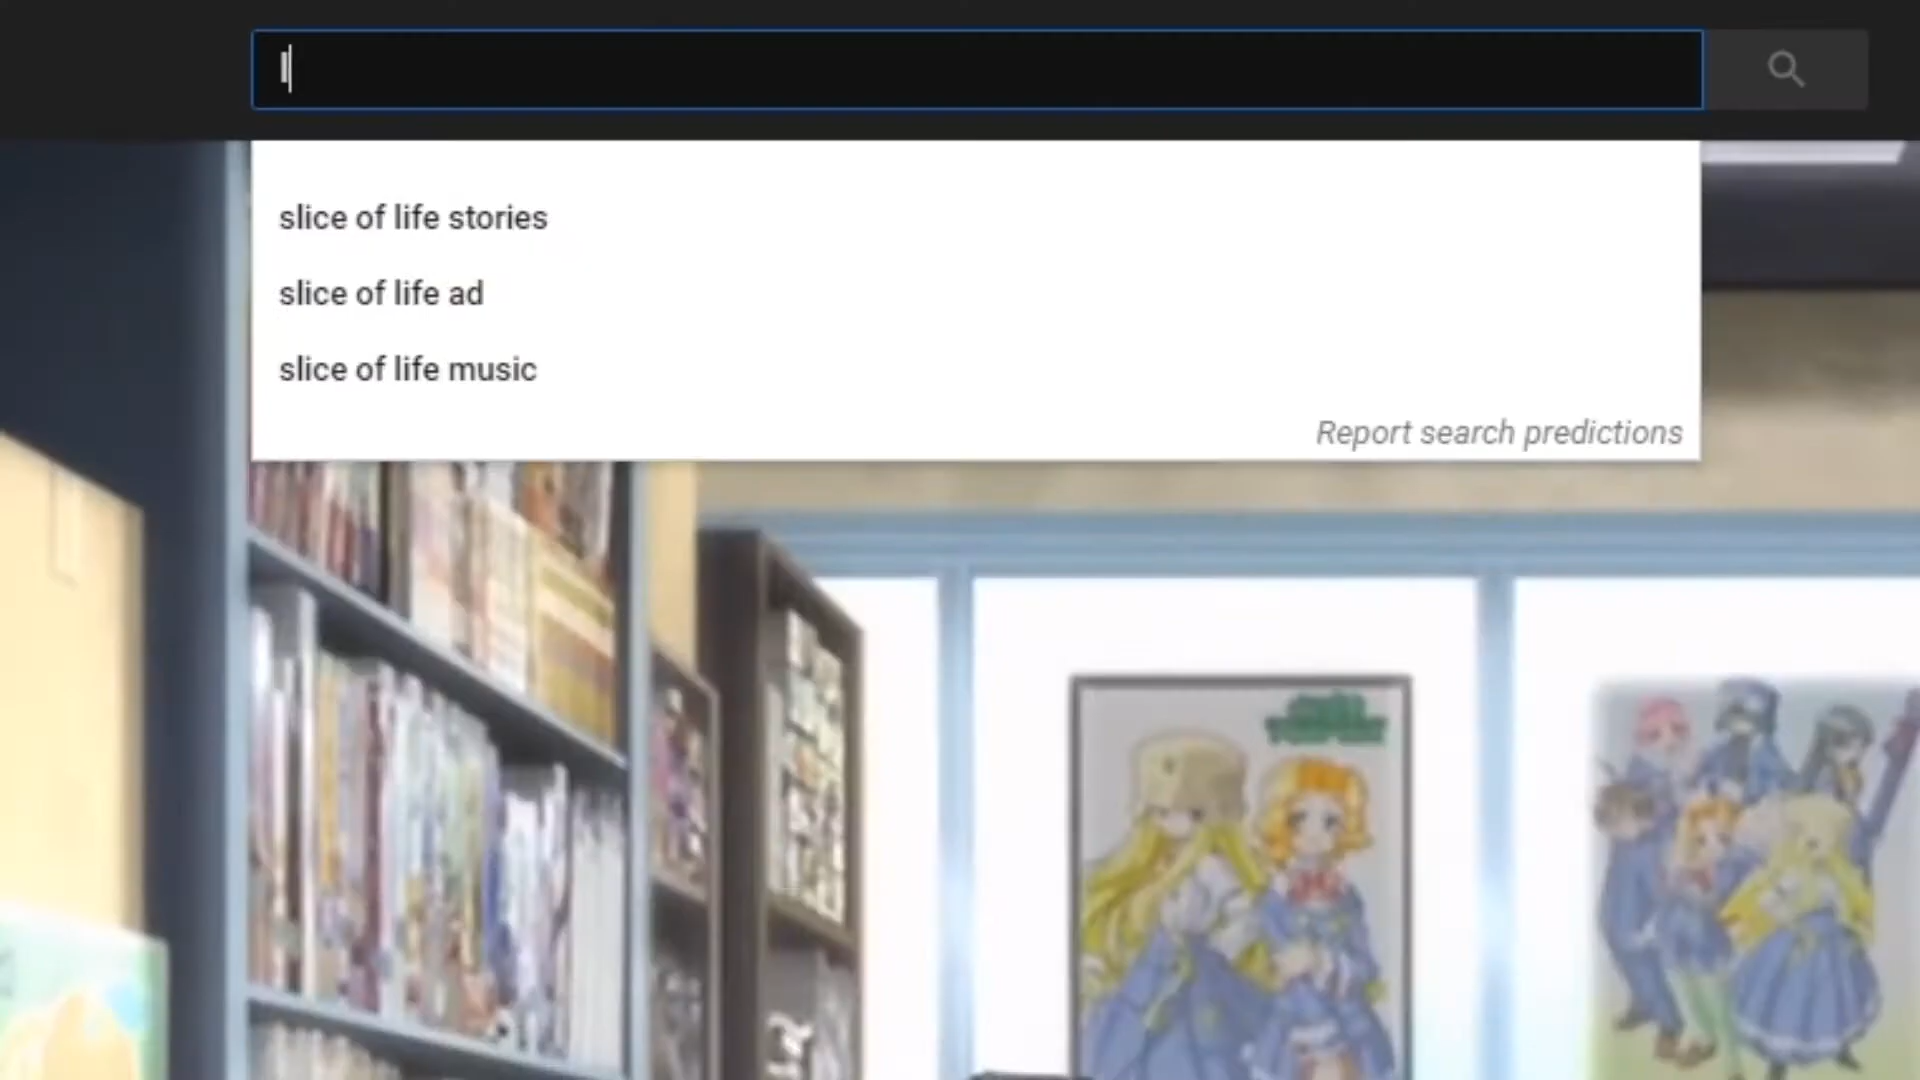 l
slice of life stories
slice of life ad
slice of life music
Report search predictions